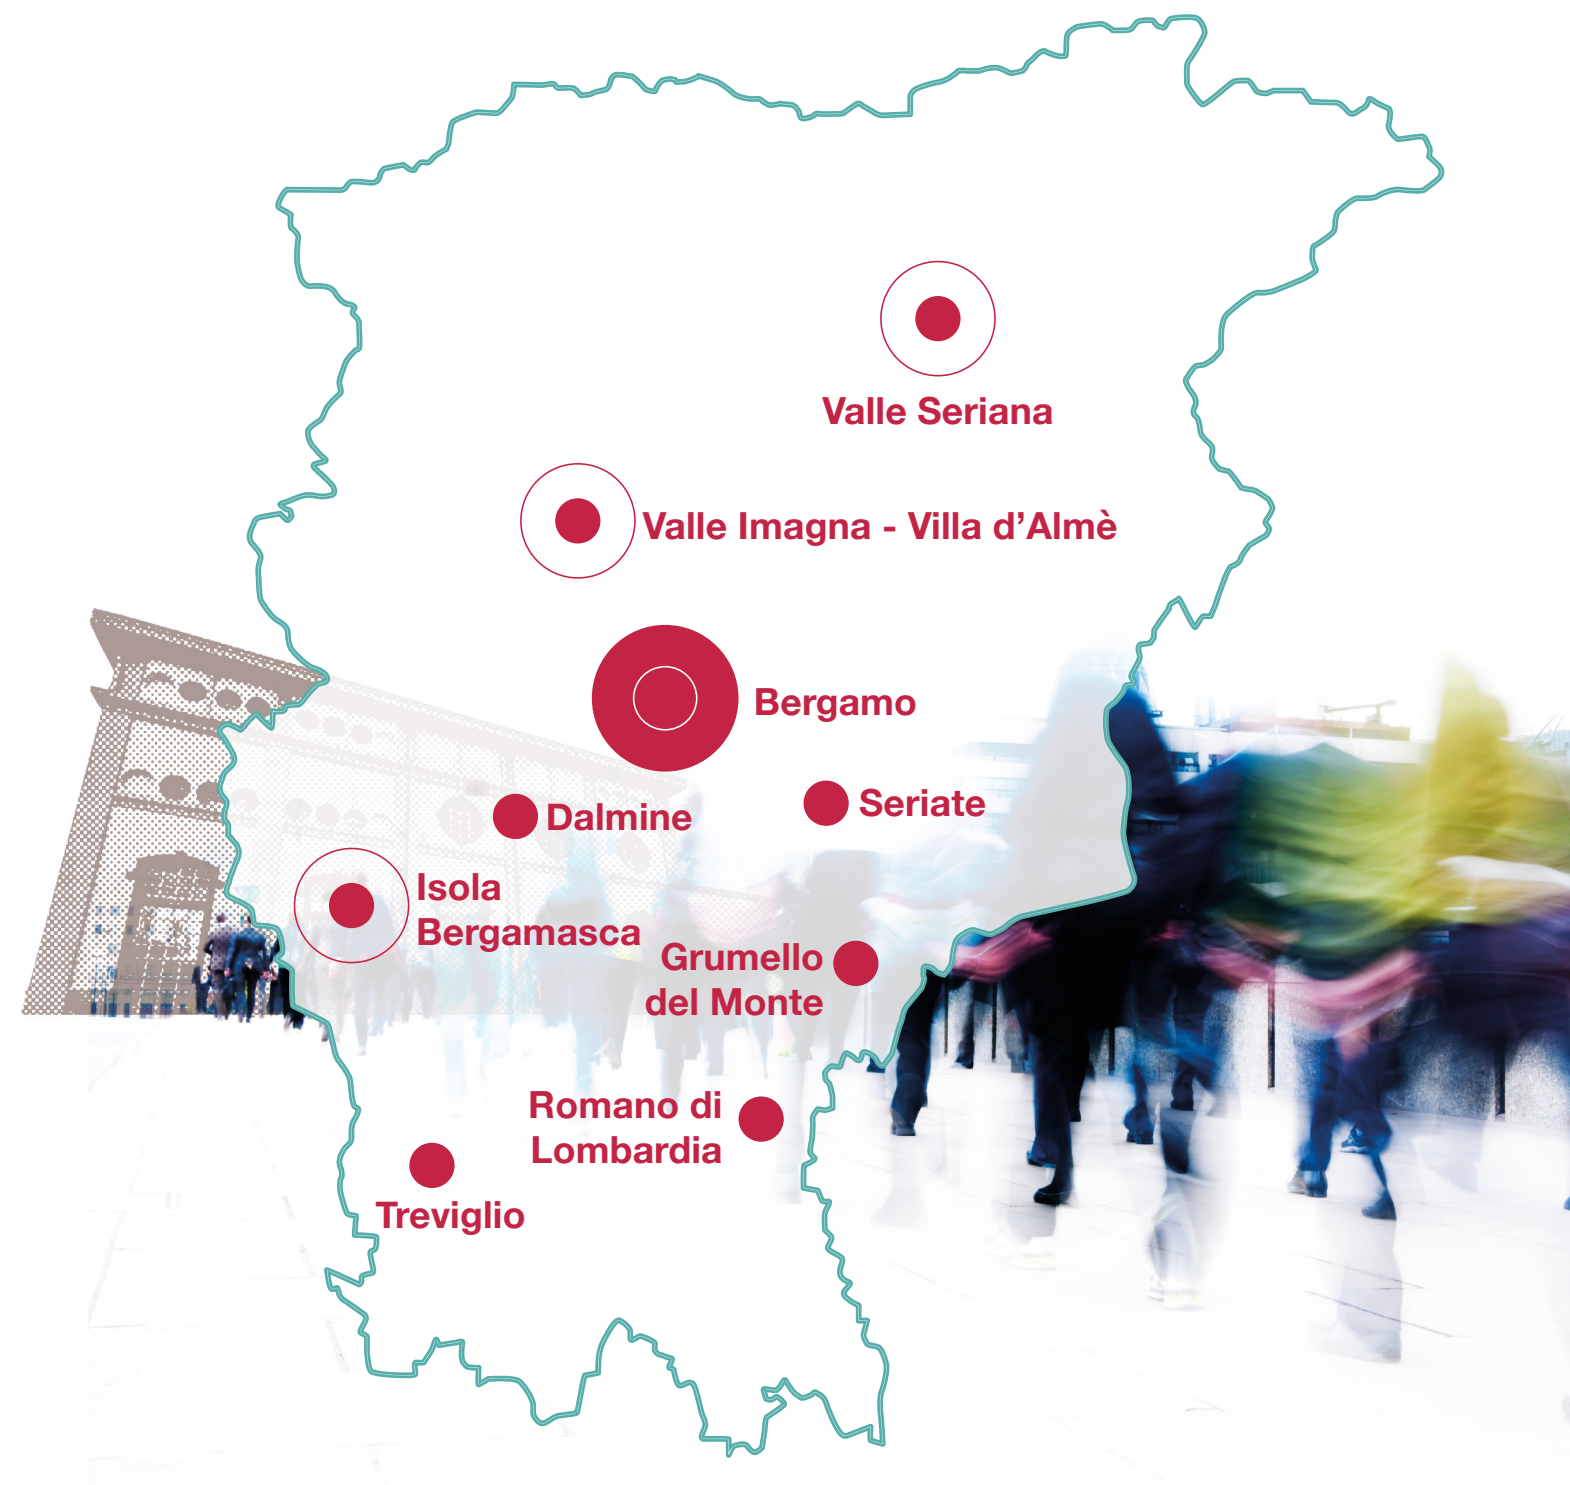 Valle Seriana
Valle Imagna - Villa d’Almè
Bergamo
Dalmine
Seriate
Isola
Bergamasca
Grumello
del Monte
Romano di
Lombardia
Treviglio